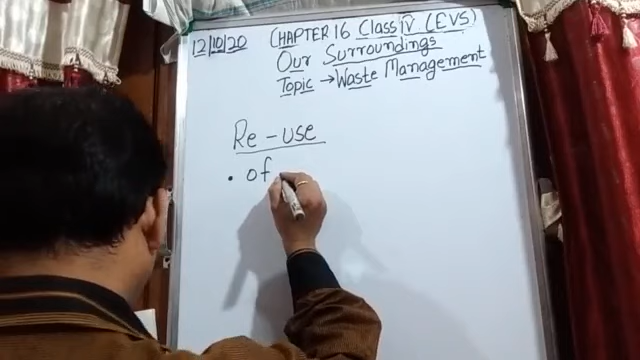 12/10/20 CHAPTER 16 Class IV (EVS)
Our Surroundings
Topic → Waste Management
Re-use
• of